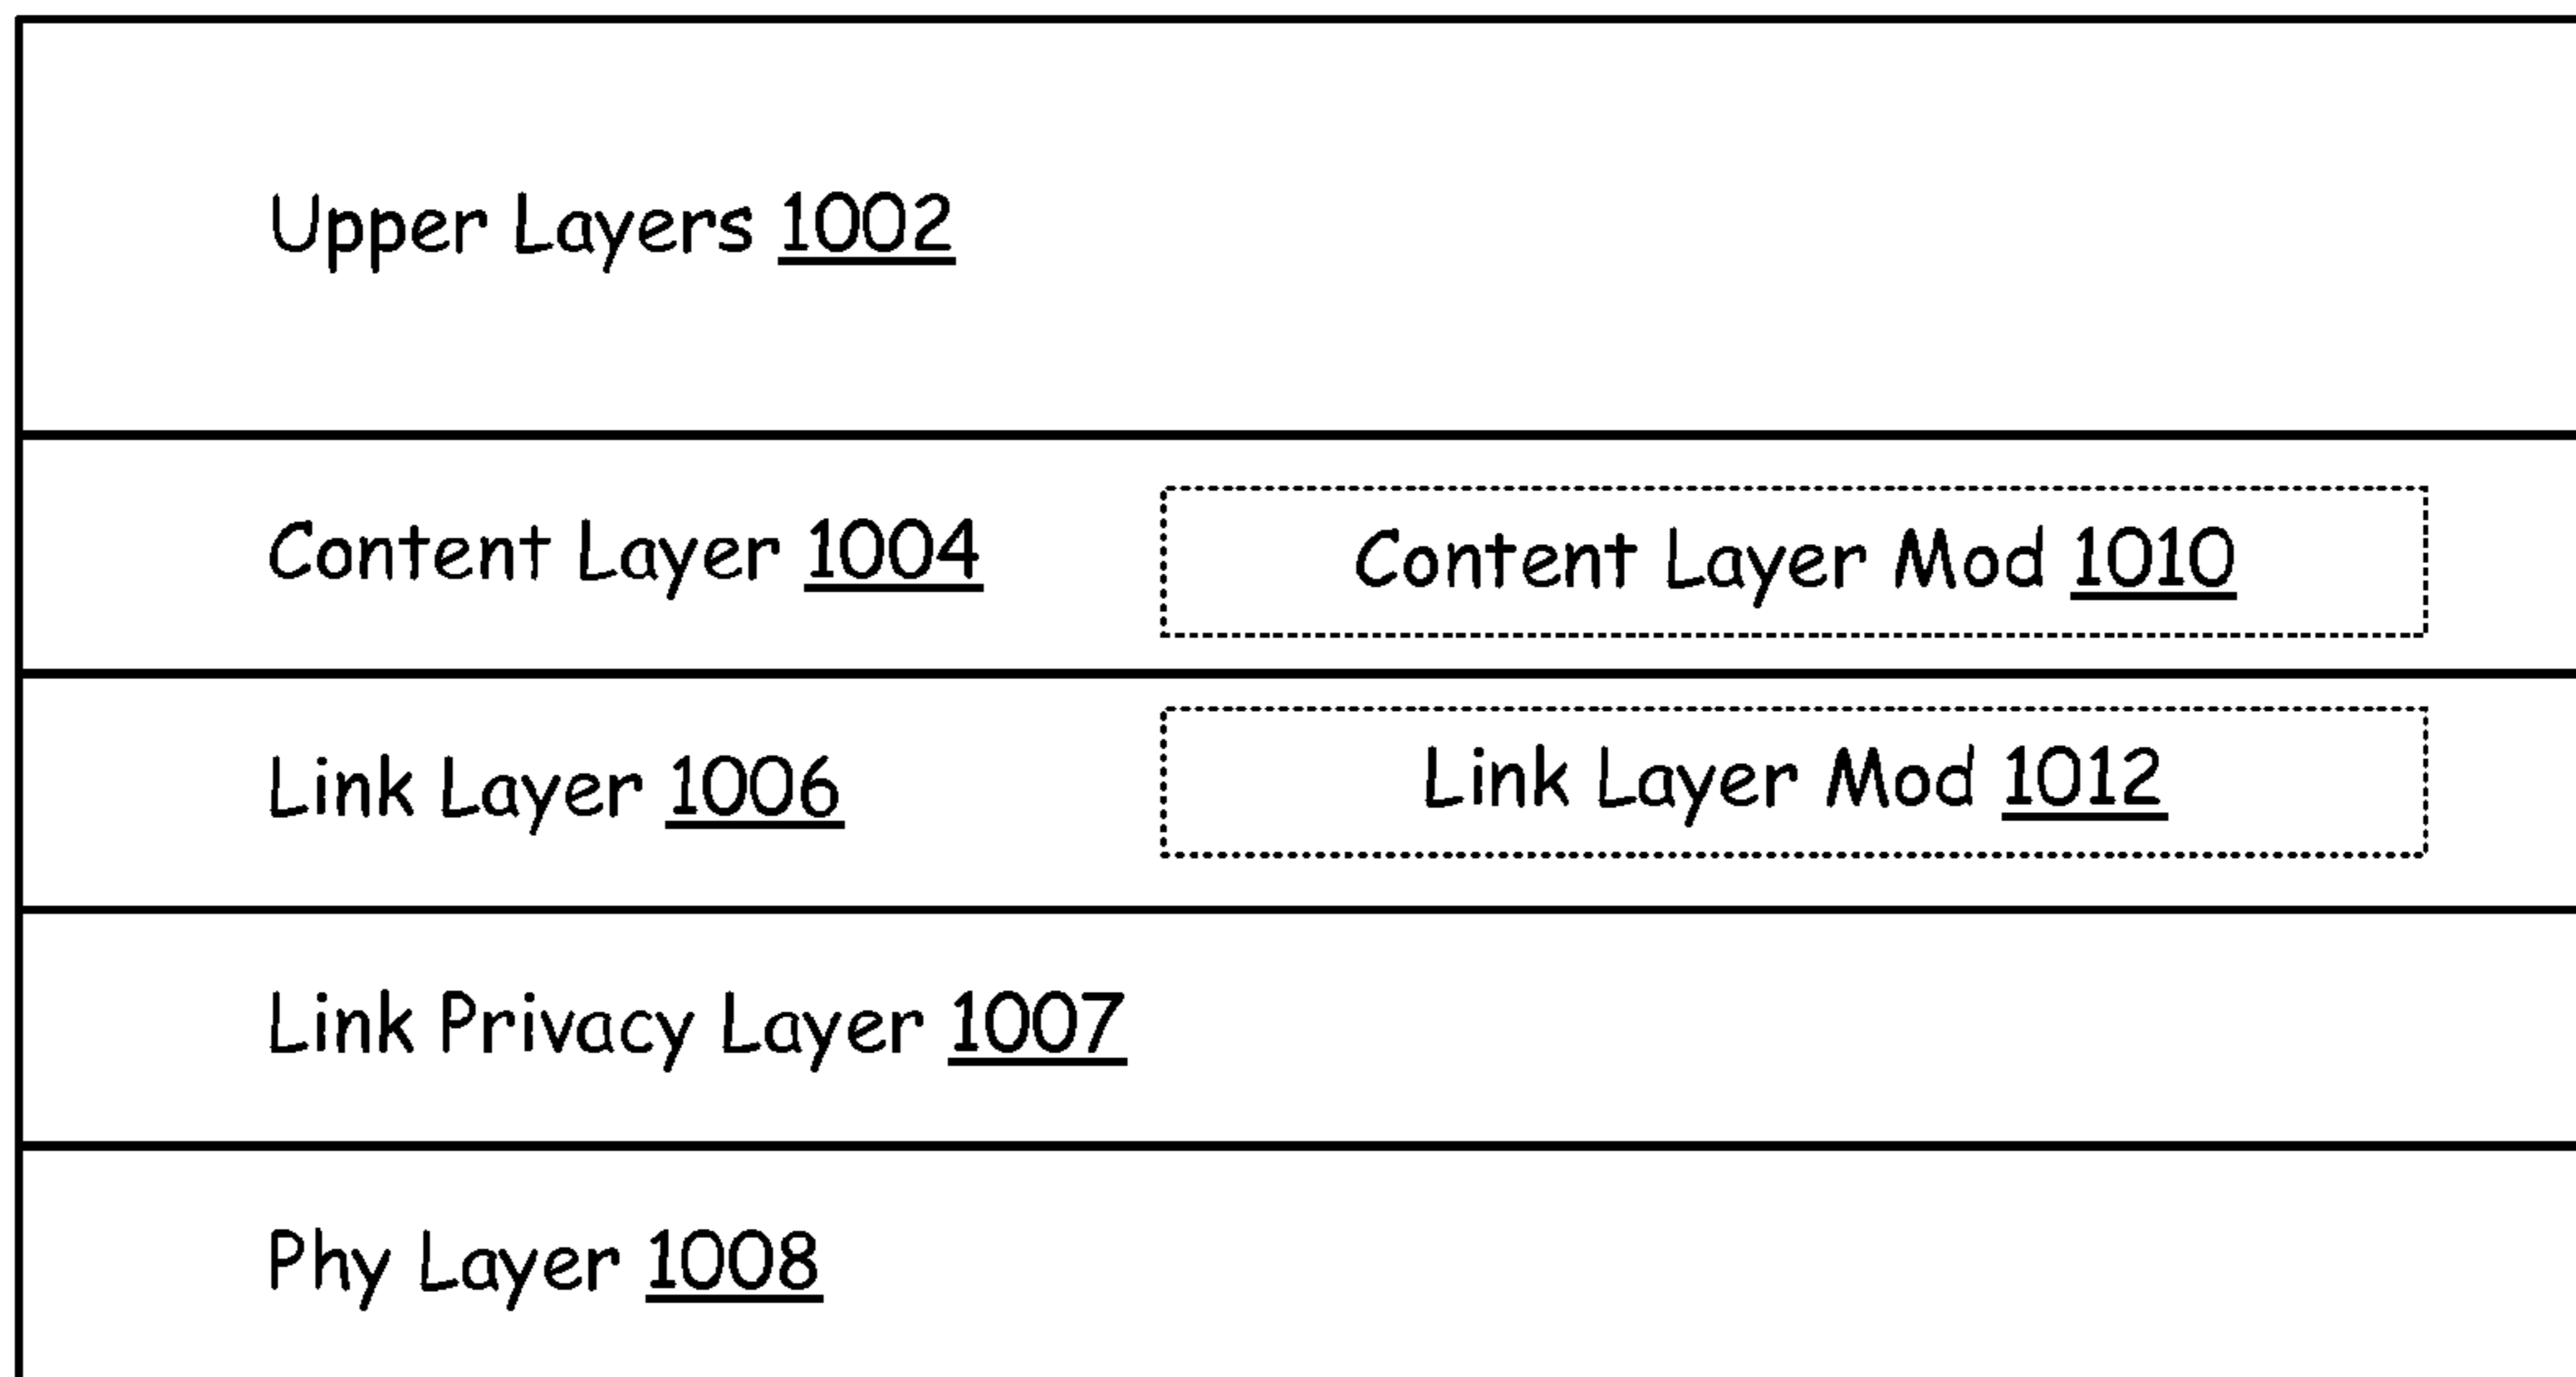 Upper Layers 1002
Content Layer 1004
Content Layer Mod 1010
Link Layer 1006
Link Layer Mod 1012
Link Privacy Layer 1007
Phy Layer 1008